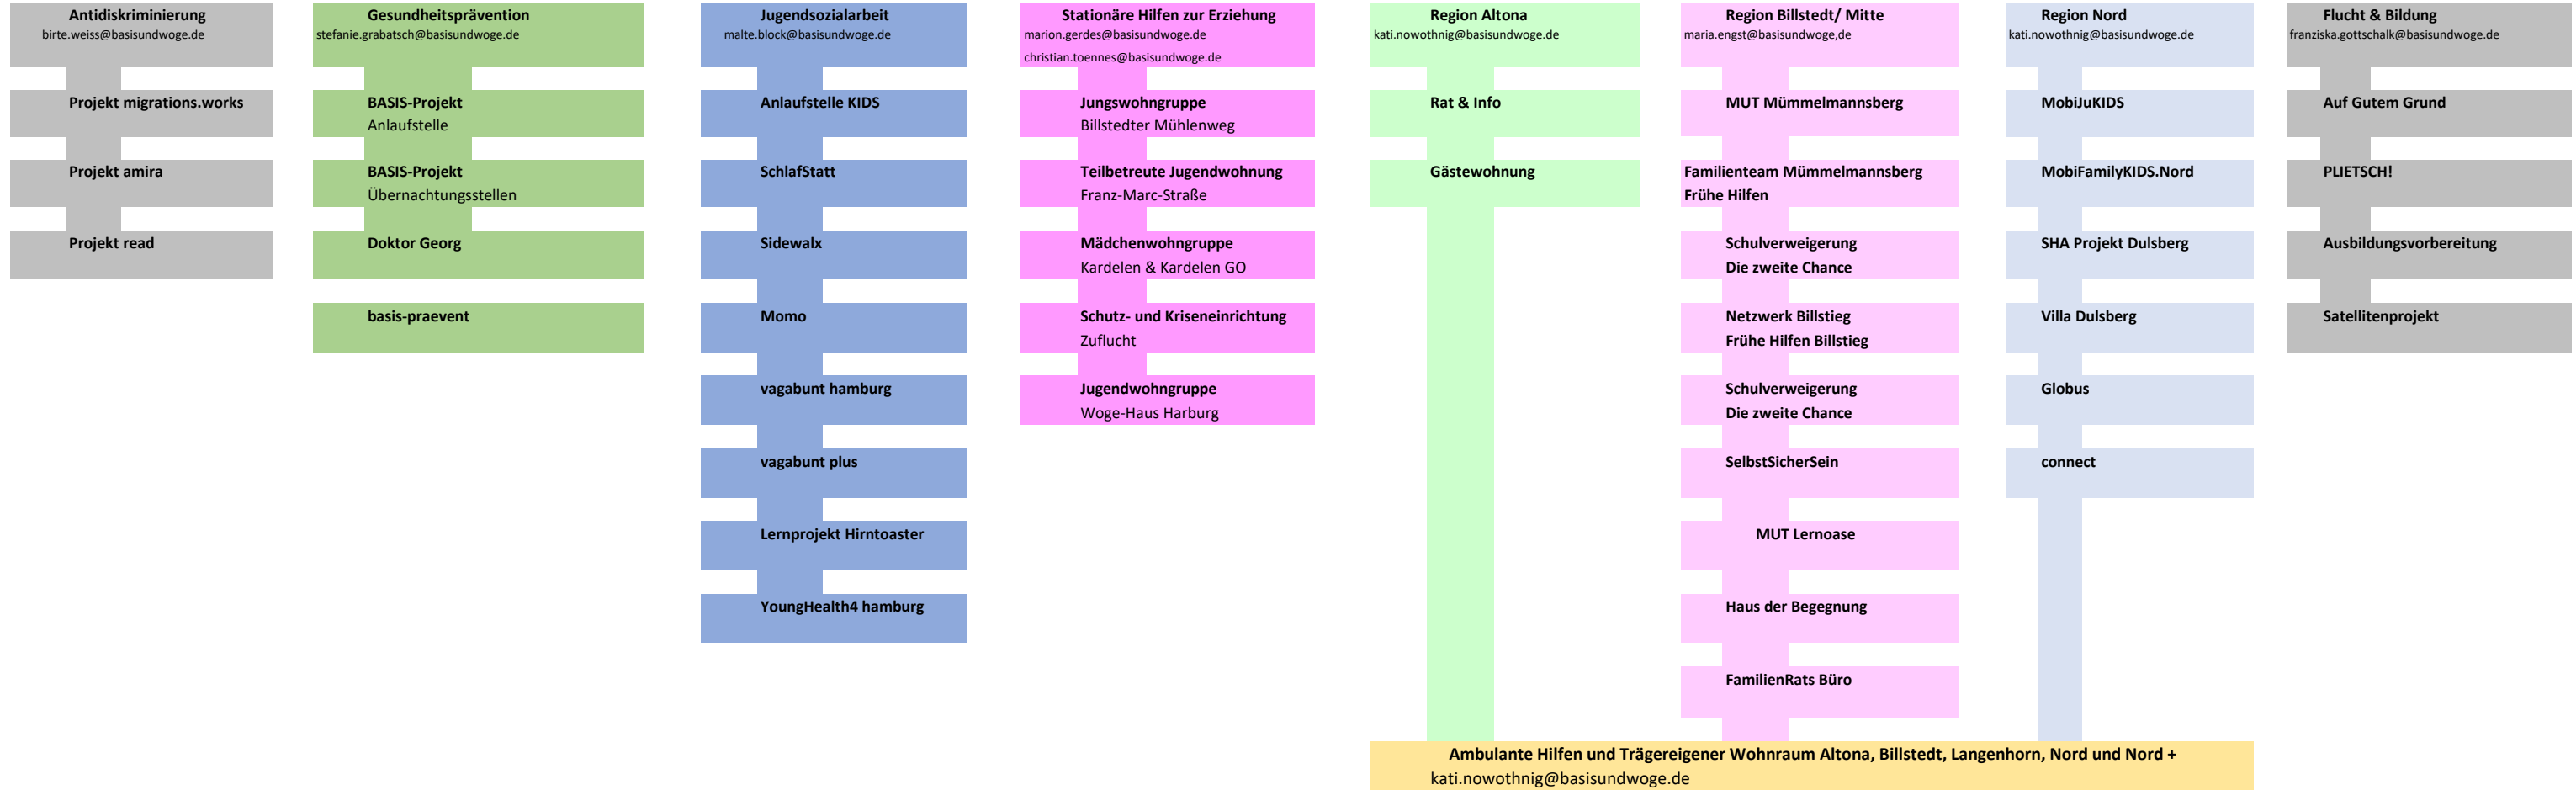 Antidiskriminierung
birte.weiss@basisundwoge.de
Projekt migrations.works
Projekt amira
Projekt read
Gesundheitsprävention
stefanie.grabatsch@basisundwoge.de
BASIS-Projekt
Anlaufstelle
BASIS-Projekt
Übernachtungsstellen
Doktor Georg
basis-praevent
Jugendsozialarbeit
malte.block@basisundwoge.de
Anlaufstelle KIDS
SchlafStatt
Sidewalx
Momo
vagabunt hamburg
vagabunt plus
Lernprojekt Hirntoaster
YoungHealth4 hamburg
Stationäre Hilfen zur Erziehung
marion.gerdes@basisundwoge.de
christian.toennes@basisundwoge.de
Jungswohngruppe
Billstedter Mühlenweg
Teilbetreute Jugendwohnung
Franz-Marc-Straße
Mädchenwohngruppe
Kardelen & Kardelen GO
Schutz- und Kriseneinrichtung
Zuflucht
Jugendwohngruppe
Woge-Haus Harburg
Region Altona
kati.nowothnig@basisundwoge.de
Rat & Info
Gästewohnung
Region Billstedt/ Mitte
maria.engst@basisundwoge,de
MUT Mümmelmannsberg
Familienteam Mümmelmannsberg
Frühe Hilfen
Schulverweigerung
Die zweite Chance
Netzwerk Billstieg
Frühe Hilfen Billstieg
Schulverweigerung
Die zweite Chance
SelbstSicherSein
MUT Lernoase
Haus der Begegnung
FamilienRats Büro
Region Nord
kati.nowothnig@basisundwoge.de
MobiJuKIDS
MobiFamilyKIDS.Nord
SHA Projekt Dulsberg
Villa Dulsberg
Globus
connect
Flucht & Bildung
franziska.gottschalk@basisundwoge.de
Auf Gutem Grund
PLIETSCH!
Ausbildungsvorbereitung
Satellitenprojekt
Ambulante Hilfen und Trägereigener Wohnraum Altona, Billstedt, Langenhorn, Nord und Nord +
kati.nowothnig@basisundwoge.de